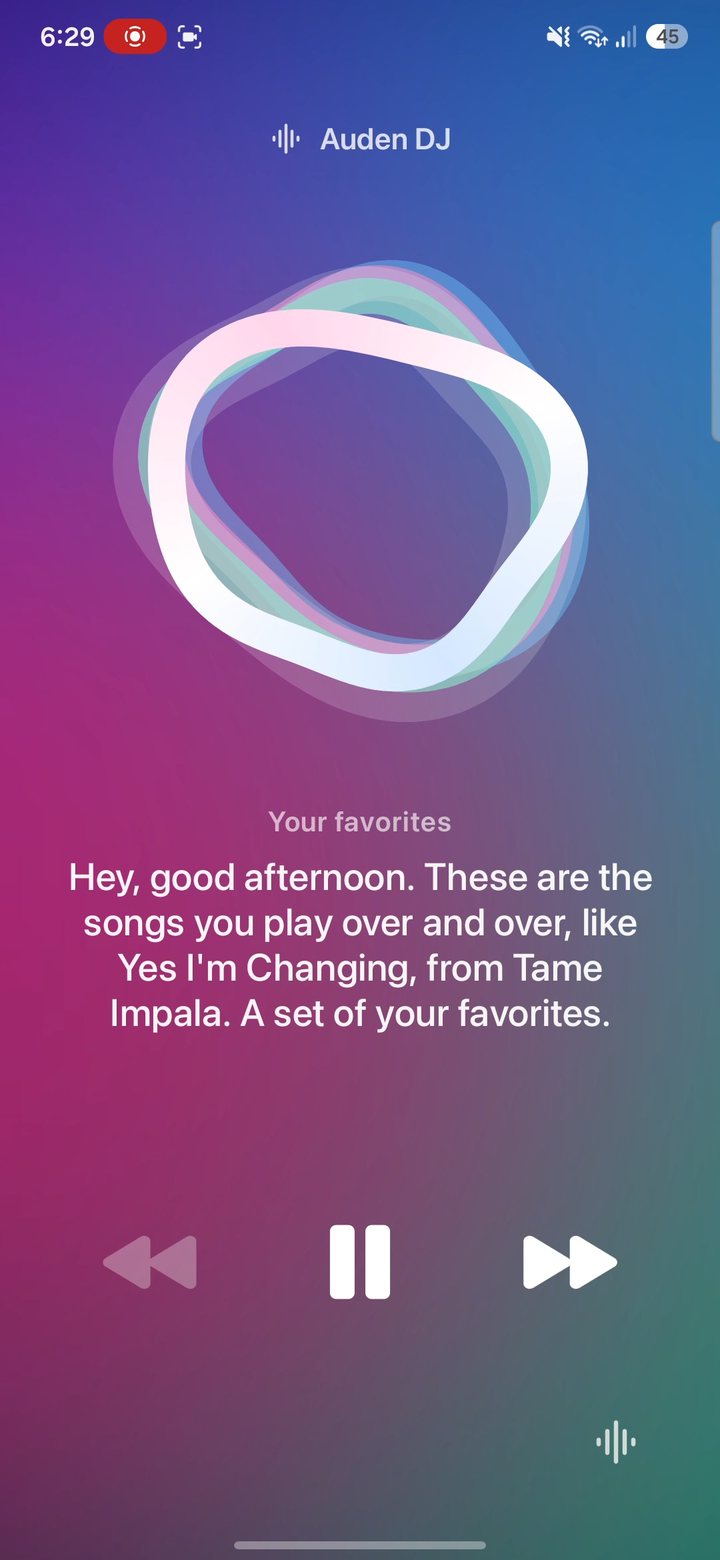 6:29
45
Auden DJ
Your favorites
Hey, good afternoon. These are the
songs you play over and over, like
Yes I'm Changing, from Tame
Impala. A set of your favorites.